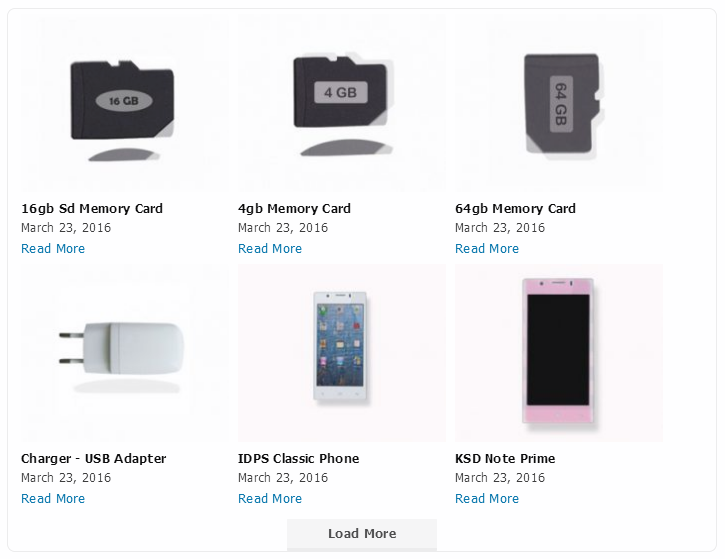 16 GB
4 GB
64 GB
16gb Sd Memory Card
4gb Memory Card
64gb Memory Card
March 23, 2016
March 23, 2016
March 23, 2016
Read More
Read More
Read More
Charger - USB Adapter
IDPS Classic Phone
KSD Note Prime
March 23, 2016
March 23, 2016
March 23, 2016
Read More
Read More
Read More
Load More